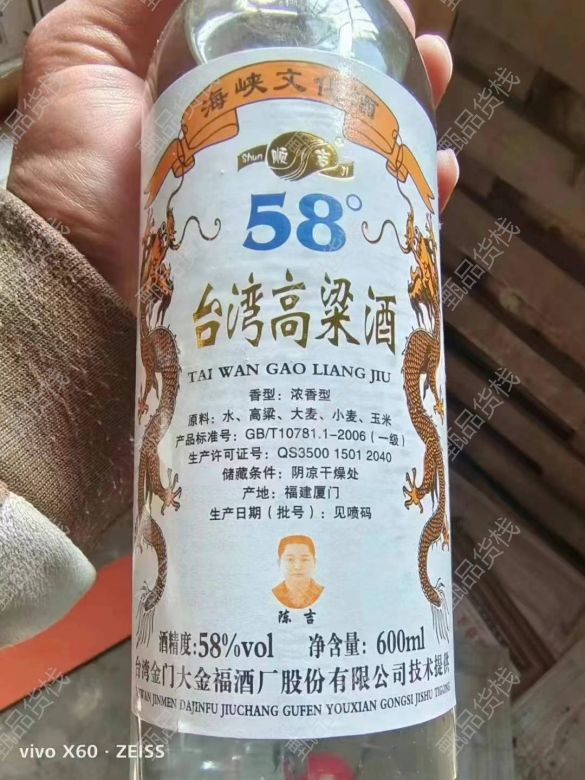 海峡文化酒
Shun 顺吉 Ji
58°
台湾高粱酒
TAI WAN GAO LIANG JIU
香型：浓香型
原料：水、高粱、大麦、小麦、玉米
产品标准号：GB/T10781.1-2006（一级）
生产许可证号：QS3500 1501 2040
储藏条件：阴凉干燥处
产地：福建厦门
生产日期（批号）：见喷码
陈吉
酒精度:58%vol 净含量：600ml
台湾金门大金福酒厂股份有限公司技术提供
WAN JINMEN DAJINFU JIUCHANG GUFEN YOUXIAN GONGSI JISHU TIGONG
vivo X60 · ZEISS
甄品货栈